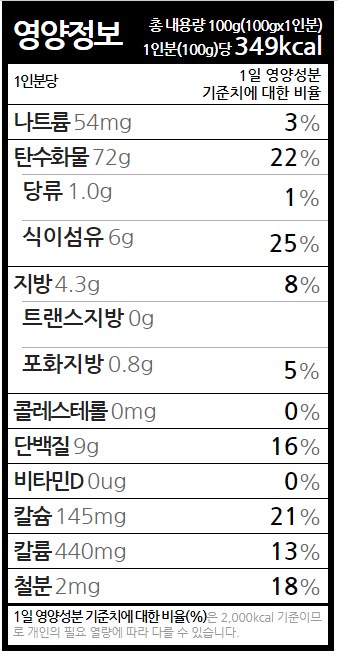 영양정보
총 내용량 100g(100gx1인분)
1인분(100g)당 349kcal
1인분당
1일 영양성분
기준치에 대한 비율
나트륨 54mg 3%
탄수화물 72g 22%
당류 1.0g 1%
식이섬유 6g 25%
지방 4.3g 8%
트랜스지방 0g
포화지방 0.8g 5%
콜레스테롤 0mg 0%
단백질 9g 16%
비타민D 0ug 0%
칼슘 145mg 21%
칼륨 440mg 13%
철분 2mg 18%
1일 영양성분 기준치에 대한 비율(%)은 2,000kcal 기준이므
로 개인의 필요 열량에 따라 다를 수 있습니다.